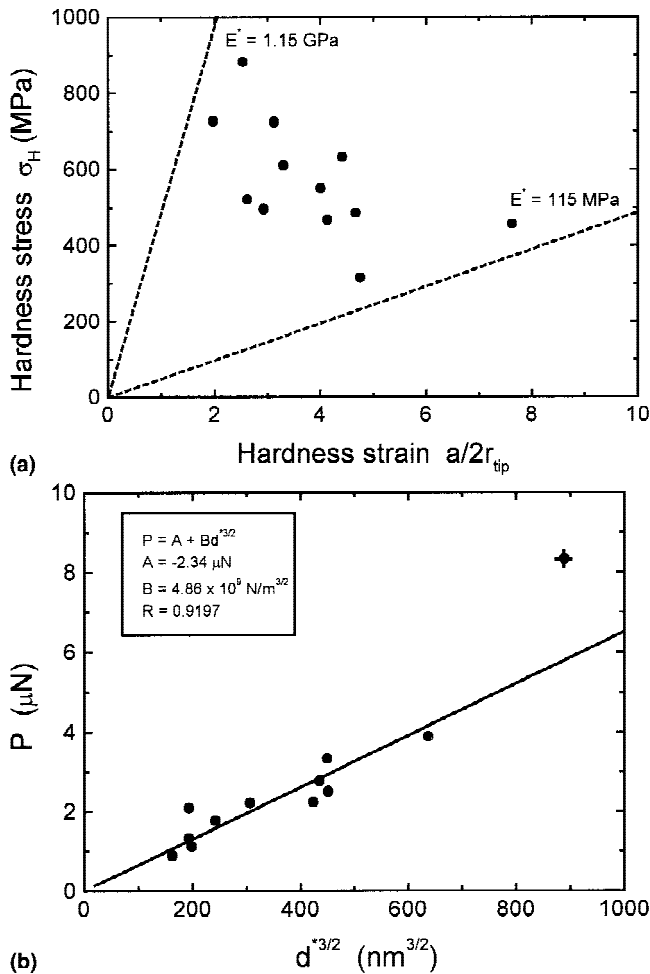 1000
E* = 1.15 GPa
800
600
E* = 115 MPa
400
200
0
0 2 4 6 8 10
Hardness stress σH (MPa)
Hardness strain a/2rtip
(a)
10
P = A + Bd*3/2
A = -2.34 μN
B = 4.86 x 10⁹ N/m3/2
R = 0.9197
8
6
4
2
0
0 200 400 600 800 1000
P (μN)
d*3/2 (nm3/2)
(b)